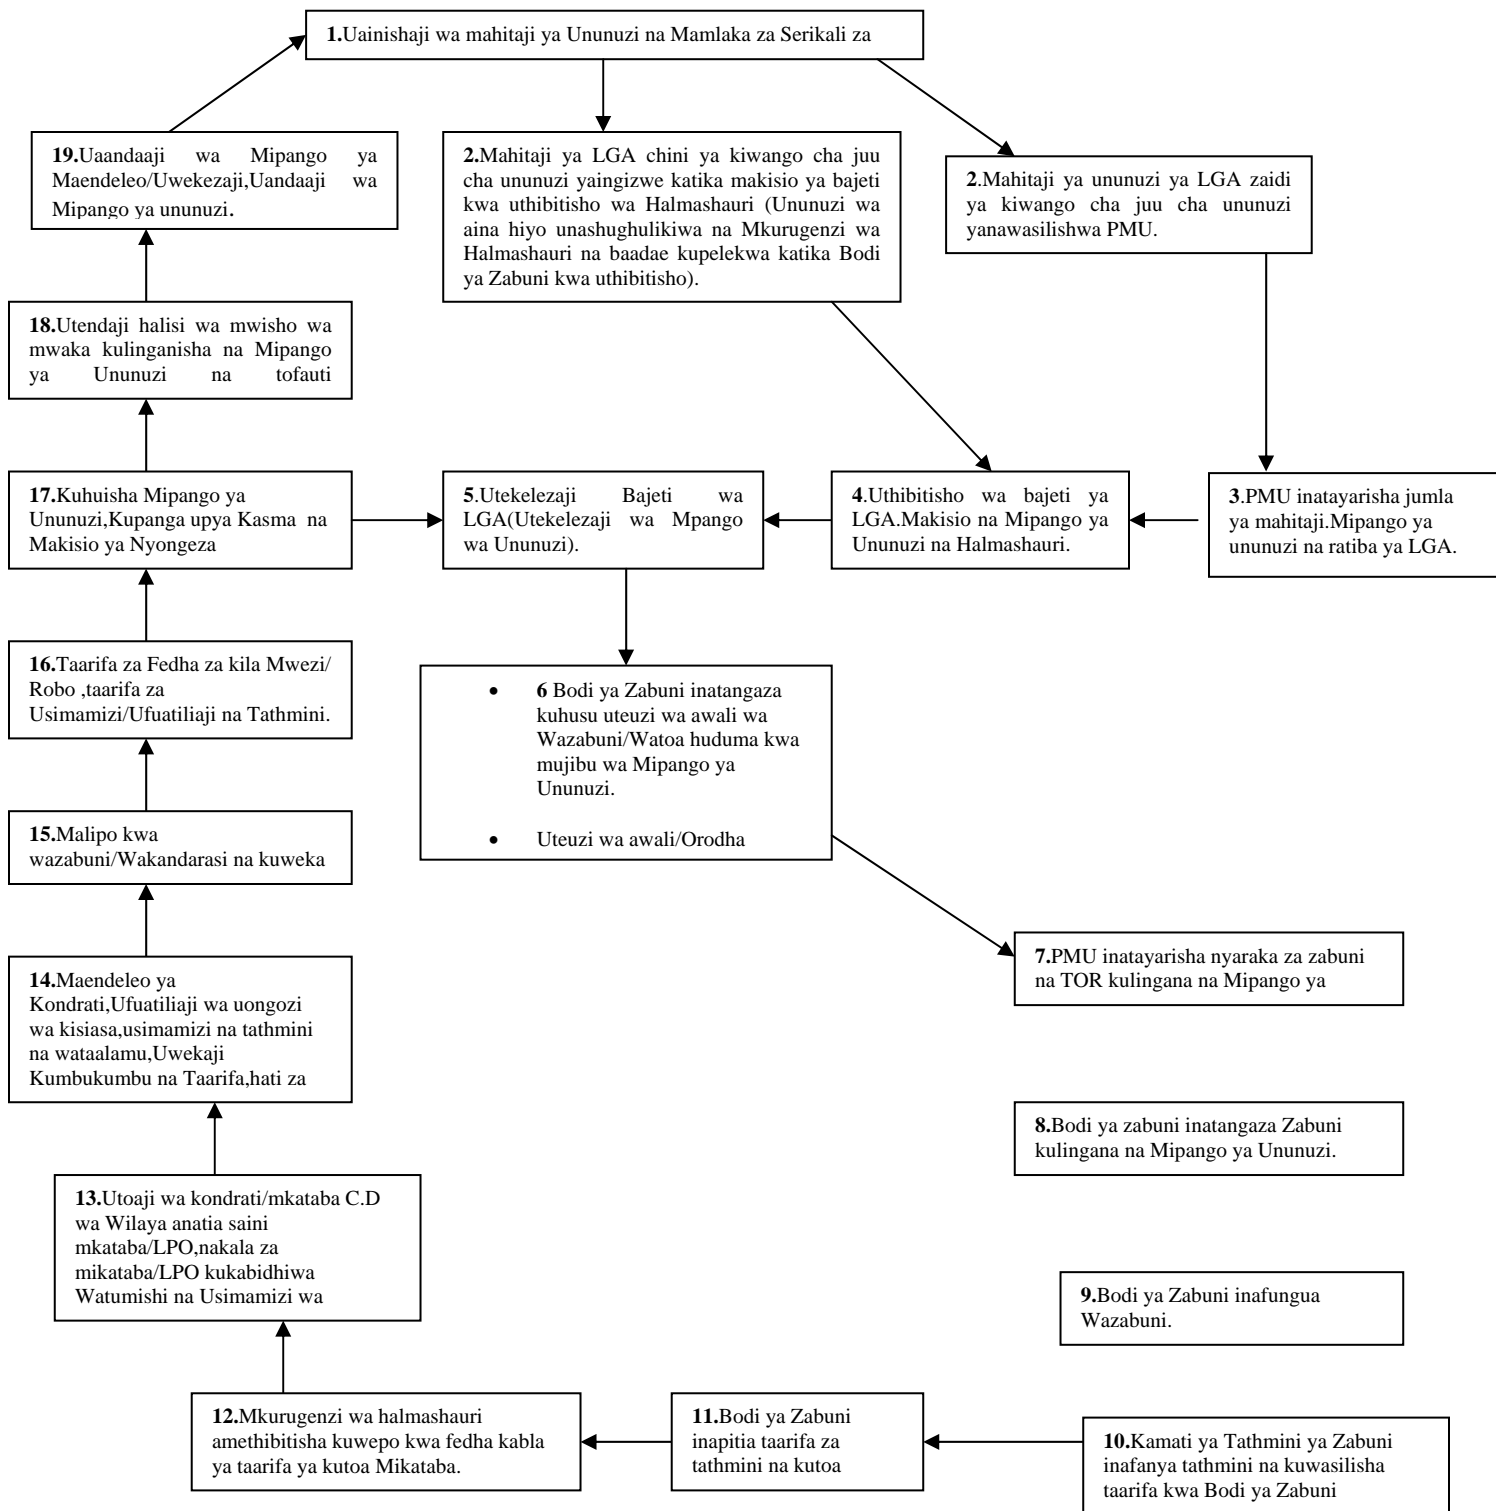 1.Uainishaji wa mahitaji ya Ununuzi na Mamlaka za Serikali za
19.Uaandaaji wa Mipango ya
Maendeleo/Uwekezaji,Uandaaji wa
Mipango ya ununuzi.
2.Mahitaji ya LGA chini ya kiwango cha juu
cha ununuzi yaingizwe katika makisio ya bajeti
kwa uthibitisho wa Halmashauri (Ununuzi wa
aina hiyo unashughulikiwa na Mkurugenzi wa
Halmashauri na baadae kupelekwa katika Bodi
ya Zabuni kwa uthibitisho).
2.Mahitaji ya ununuzi ya LGA zaidi
ya kiwango cha juu cha ununuzi
yanawasilishwa PMU.
18.Utendaji halisi wa mwisho wa
mwaka kulinganisha na Mipango
ya Ununuzi na tofauti
17.Kuhuisha Mipango ya
Ununuzi,Kupanga upya Kasma na
Makisio ya Nyongeza
5.Utekelezaji Bajeti wa
LGA(Utekelezaji wa Mpango
wa Ununuzi).
4.Uthibitisho wa bajeti ya
LGA.Makisio na Mipango ya
Ununuzi na Halmashauri.
3.PMU inatayarisha jumla
ya mahitaji.Mipango ya
ununuzi na ratiba ya LGA.
16.Taarifa za Fedha za kila Mwezi/
Robo ,taarifa za
Usimamizi/Ufuatiliaji na Tathmini.
• 6 Bodi ya Zabuni inatangaza
kuhusu uteuzi wa awali wa
Wazabuni/Watoa huduma kwa
mujibu wa Mipango ya
Ununuzi.
• Uteuzi wa awali/Orodha
15.Malipo kwa
wazabuni/Wakandarasi na kuweka
7.PMU inatayarisha nyaraka za zabuni
na TOR kulingana na Mipango ya
14.Maendeleo ya
Kondrati,Ufuatiliaji wa uongozi
wa kisiasa,usimamizi na tathmini
na wataalamu,Uwekaji
Kumbukumbu na Taarifa,hati za
8.Bodi ya zabuni inatangaza Zabuni
kulingana na Mipango ya Ununuzi.
13.Utoaji wa kondrati/mkataba C.D
wa Wilaya anatia saini
mkataba/LPO,nakala za
mikataba/LPO kukabidhiwa
Watumishi na Usimamizi wa
9.Bodi ya Zabuni inafungua
Wazabuni.
12.Mkurugenzi wa halmashauri
amethibitisha kuwepo kwa fedha kabla
ya taarifa ya kutoa Mikataba.
11.Bodi ya Zabuni
inapitia taarifa za
tathmini na kutoa
10.Kamati ya Tathmini ya Zabuni
inafanya tathmini na kuwasilisha
taarifa kwa Bodi ya Zabuni